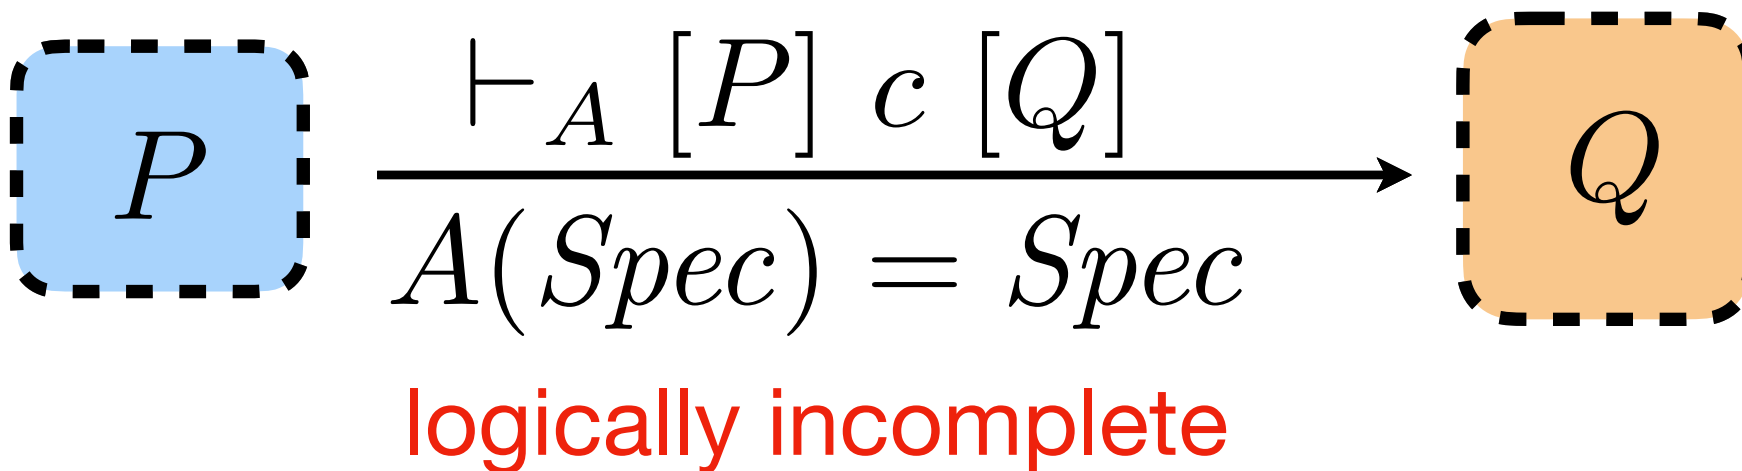 P
⊢_A [P] c [Q]
A(Spec) = Spec
Q
logically incomplete